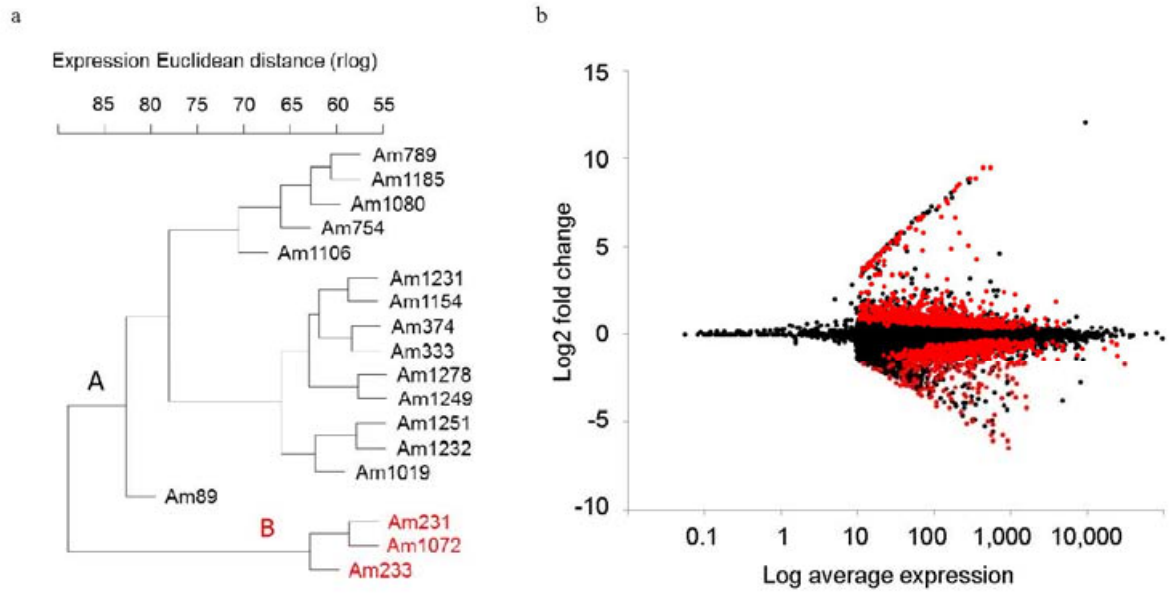 a
b
Expression Euclidean distance (rlog)
85 80 75 70 65 60 55
Am789
Am1185
Am1080
Am754
Am1106
Am1231
Am1154
Am374
Am333
Am1278
Am1249
Am1251
Am1232
Am1019
A
Am89
B
Am231
Am1072
Am233
Log2 fold change
15
10
5
0
-5
-10
0.1 1 10 100 1,000 10,000
Log average expression